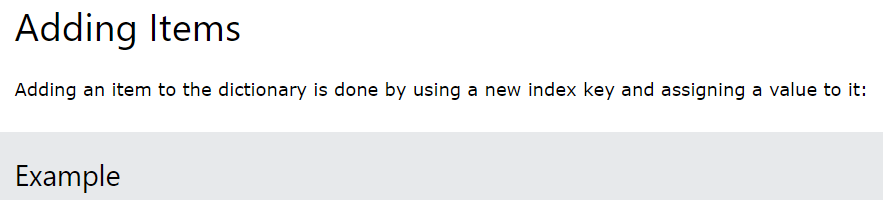 Adding Items
Adding an item to the dictionary is done by using a new index key and assigning a value to it:
Example